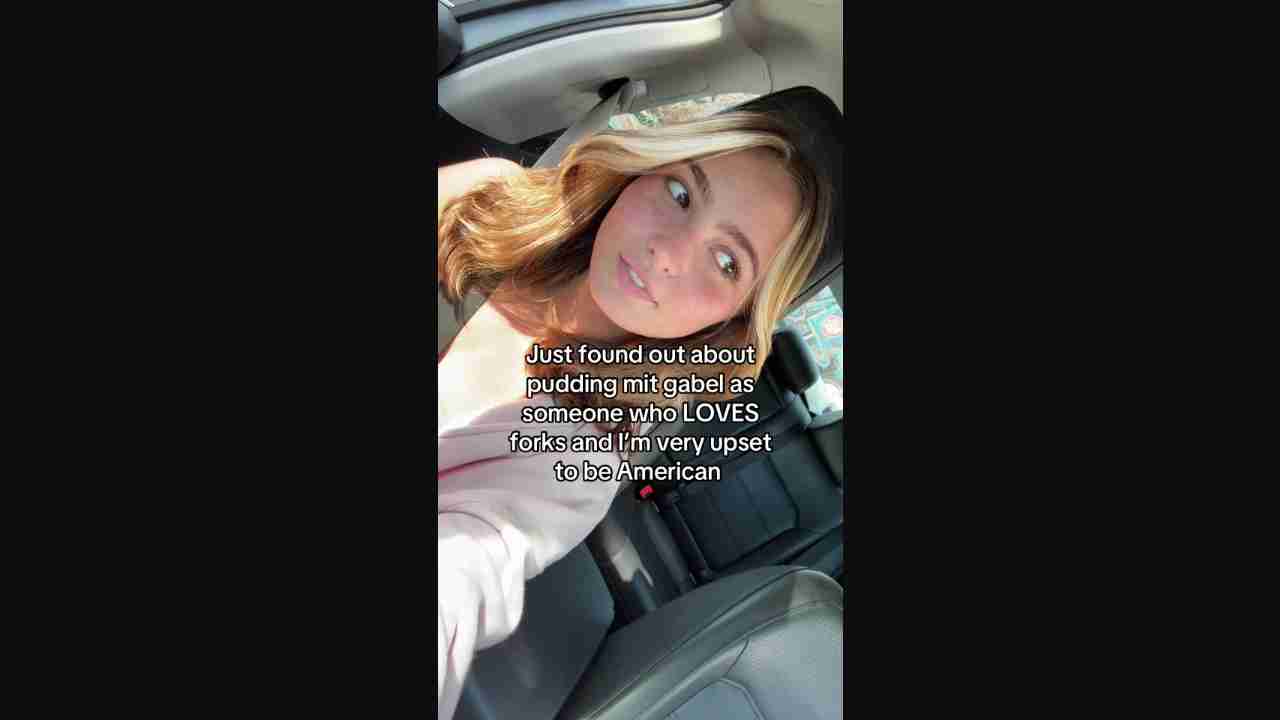 Just found out about
pudding mit gabel as
someone who LOVES
forks and I'm very upset
to be American